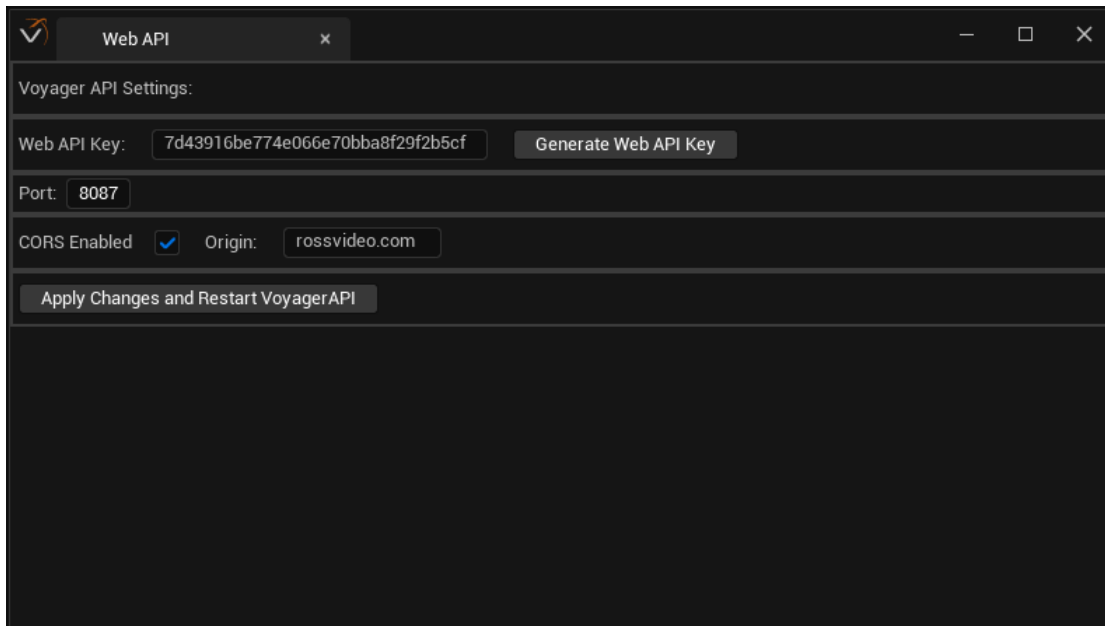 Web API
Voyager API Settings:
Web API Key: 7d43916be774e066e70bba8f29f2b5cf Generate Web API Key
Port: 8087
CORS Enabled Origin: rossvideo.com
Apply Changes and Restart VoyagerAPI